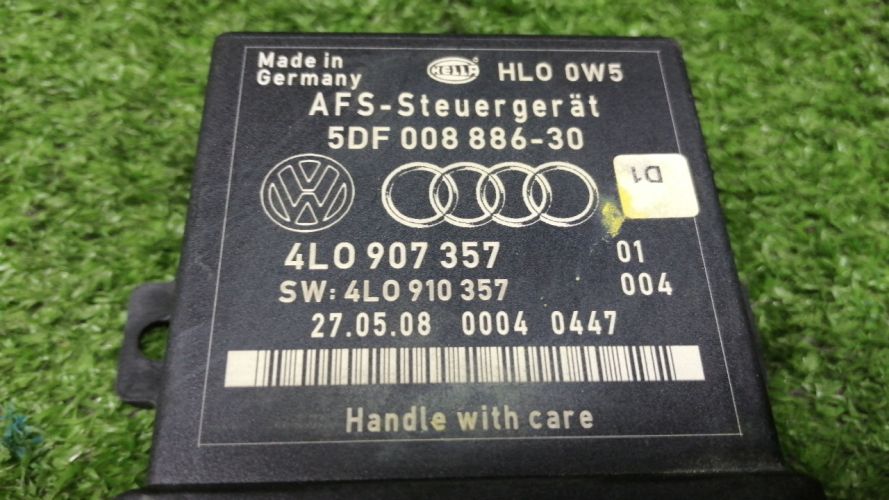 Made in
Germany
HELLA
HLO 0W5
AFS-Steuergerät
5DF 008 886-30
D1
4L0 907 357
01
SW: 4L0 910 357
004
27.05.08 0004 0447
Handle with care